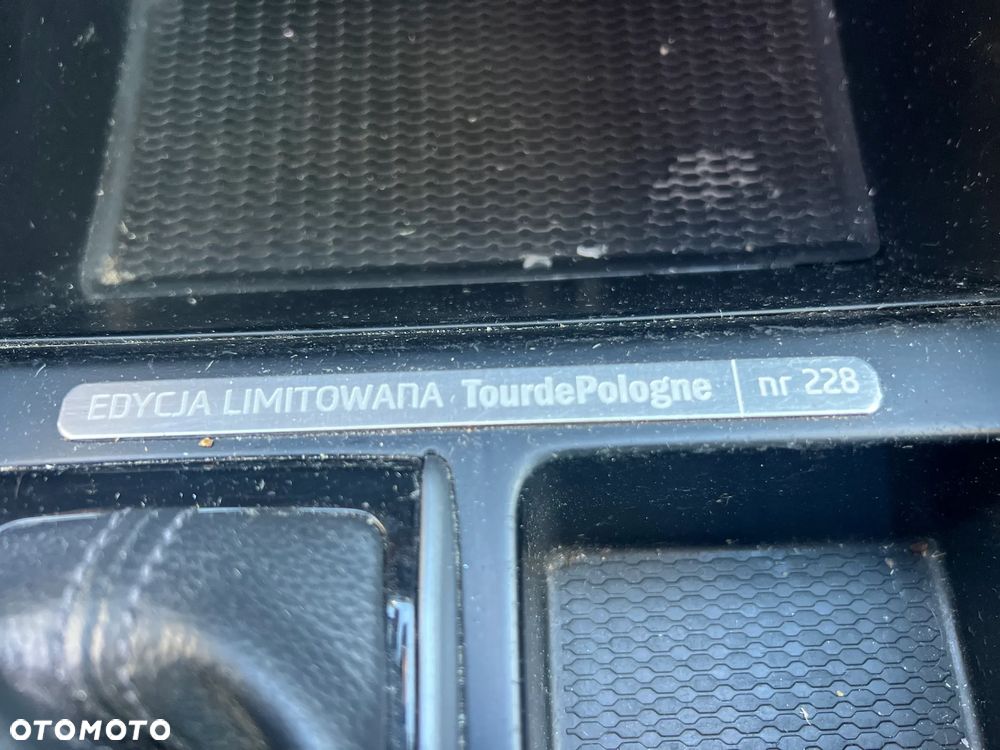 EDYCJA LIMITOWANA TourdePologne nr 228
OTOMOTO